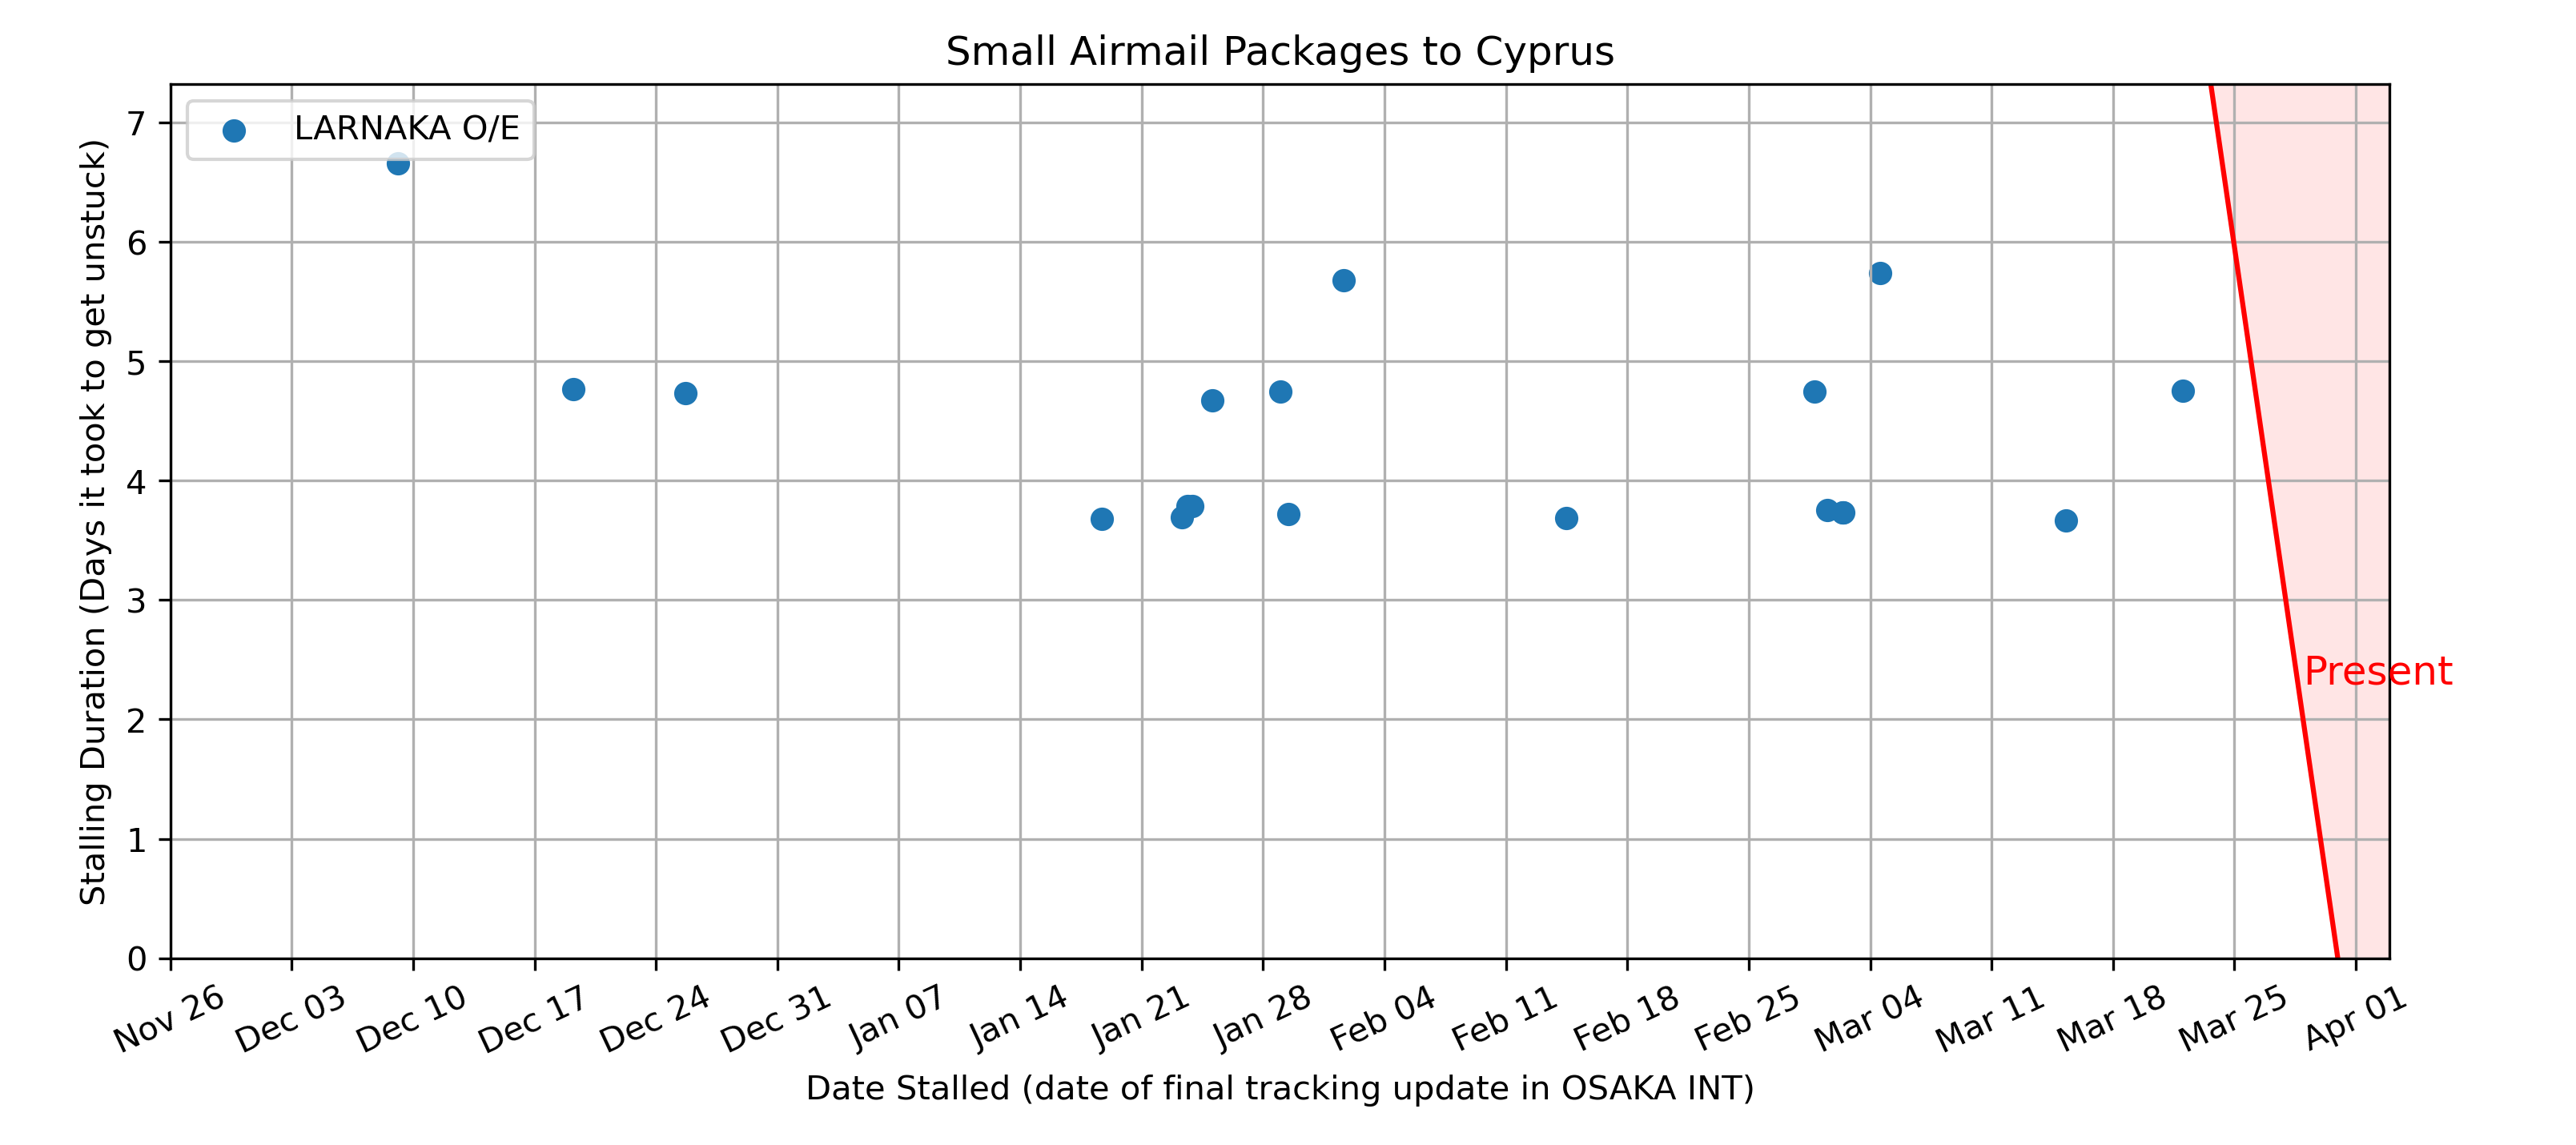 Small Airmail Packages to Cyprus
LARNAKA O/E
Stalling Duration (Days it took to get unstuck)
7
6
5
4
3
2
1
0
Present
Nov 26
Dec 03
Dec 10
Dec 17
Dec 24
Dec 31
Jan 07
Jan 14
Jan 21
Jan 28
Feb 04
Feb 11
Feb 18
Feb 25
Mar 04
Mar 11
Mar 18
Mar 25
Apr 01
Date Stalled (date of final tracking update in OSAKA INT)